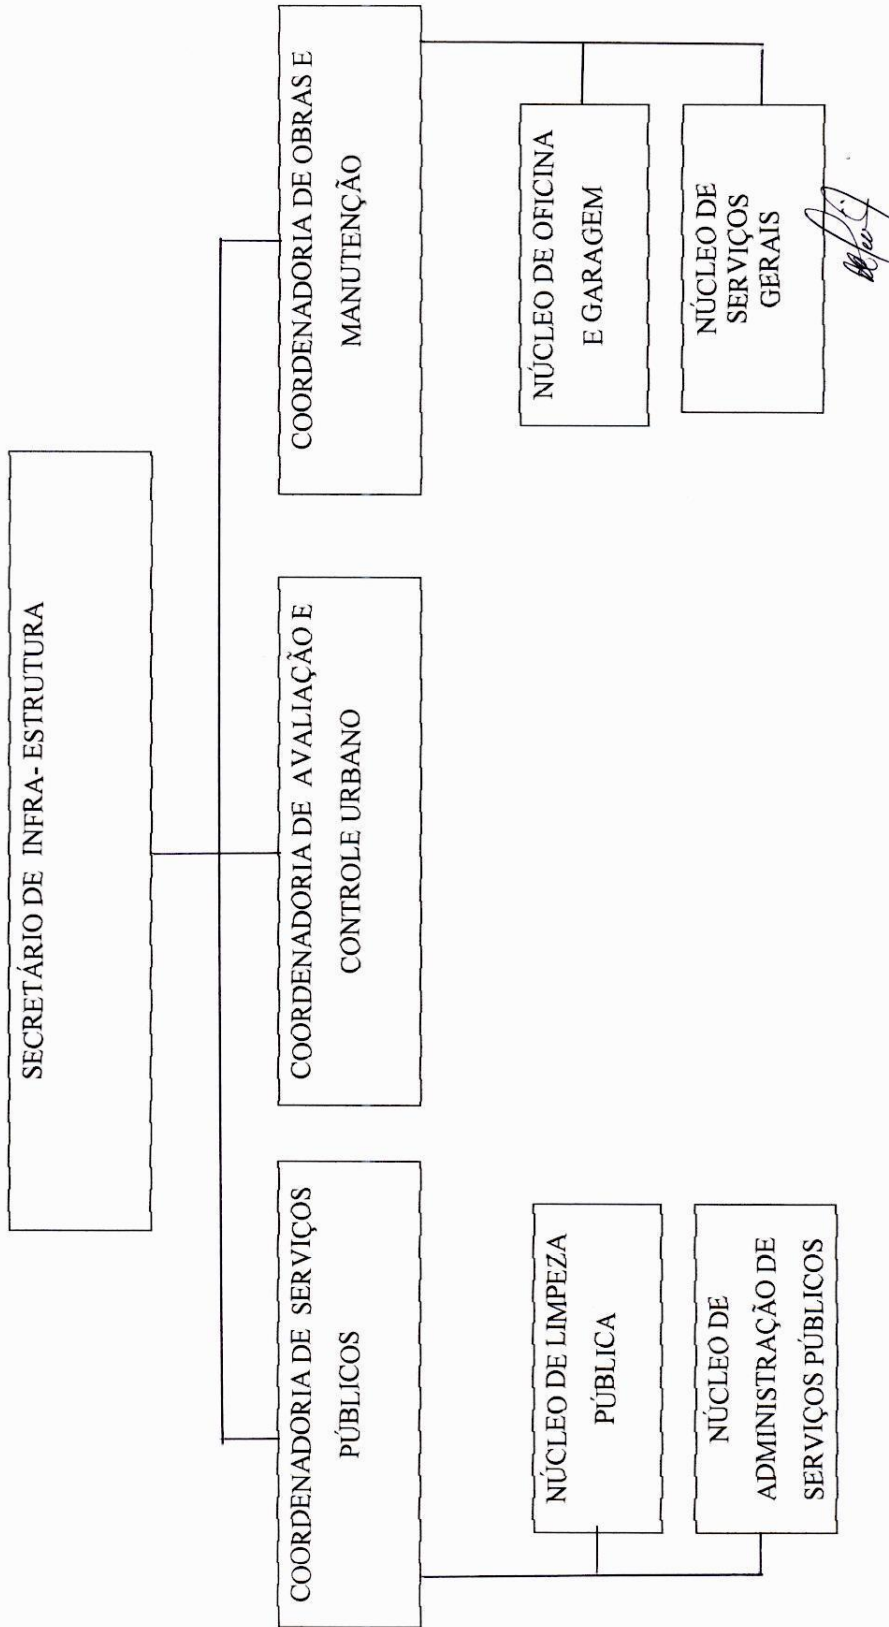 SECRETÁRIO DE INFRA- ESTRUTURA
COORDENADORIA DE SERVIÇOS
PÚBLICOS
COORDENADORIA DE AVALIAÇÃO E
CONTROLE URBANO
COORDENADORIA DE OBRAS E
MANUTENÇÃO
NÚCLEO DE LIMPEZA
PÚBLICA
NÚCLEO DE
ADMINISTRAÇÃO DE
SERVIÇOS PÚBLICOS
NÚCLEO DE OFICINA
E GARAGEM
NÚCLEO DE
SERVIÇOS
GERAIS